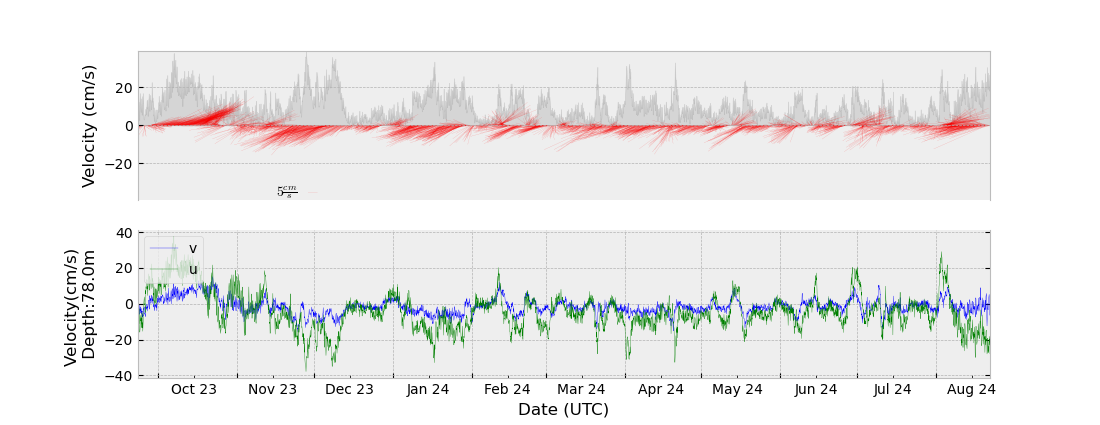 Velocity (cm/s)
20
0
−20
5 cm/s
Velocity(cm/s)
Depth:78.0m
40
20
0
−20
−40
v
u
Oct 23 Nov 23 Dec 23 Jan 24 Feb 24 Mar 24 Apr 24 May 24 Jun 24 Jul 24 Aug 24
Date (UTC)